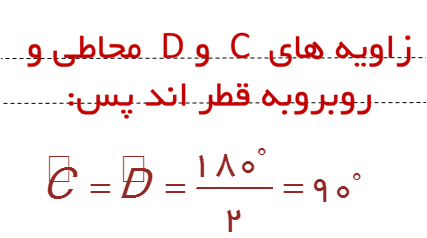 زاویه های C و D محاطی و
روبروبه قطر اند پس:
C = D = ۱۸۰° / ۲ = ۹۰°